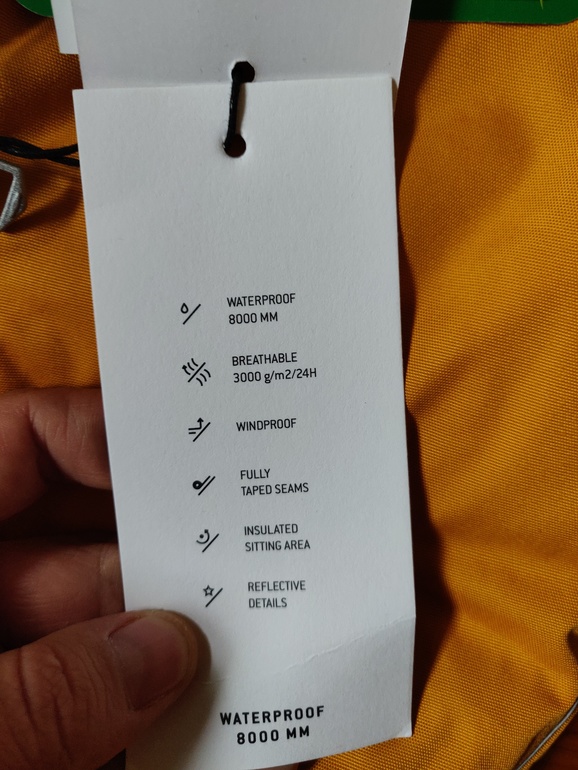 WATERPROOF
8000 MM
BREATHABLE
3000 g/m2/24H
WINDPROOF
FULLY
TAPED SEAMS
INSULATED
SITTING AREA
REFLECTIVE
DETAILS
WATERPROOF
8000 MM